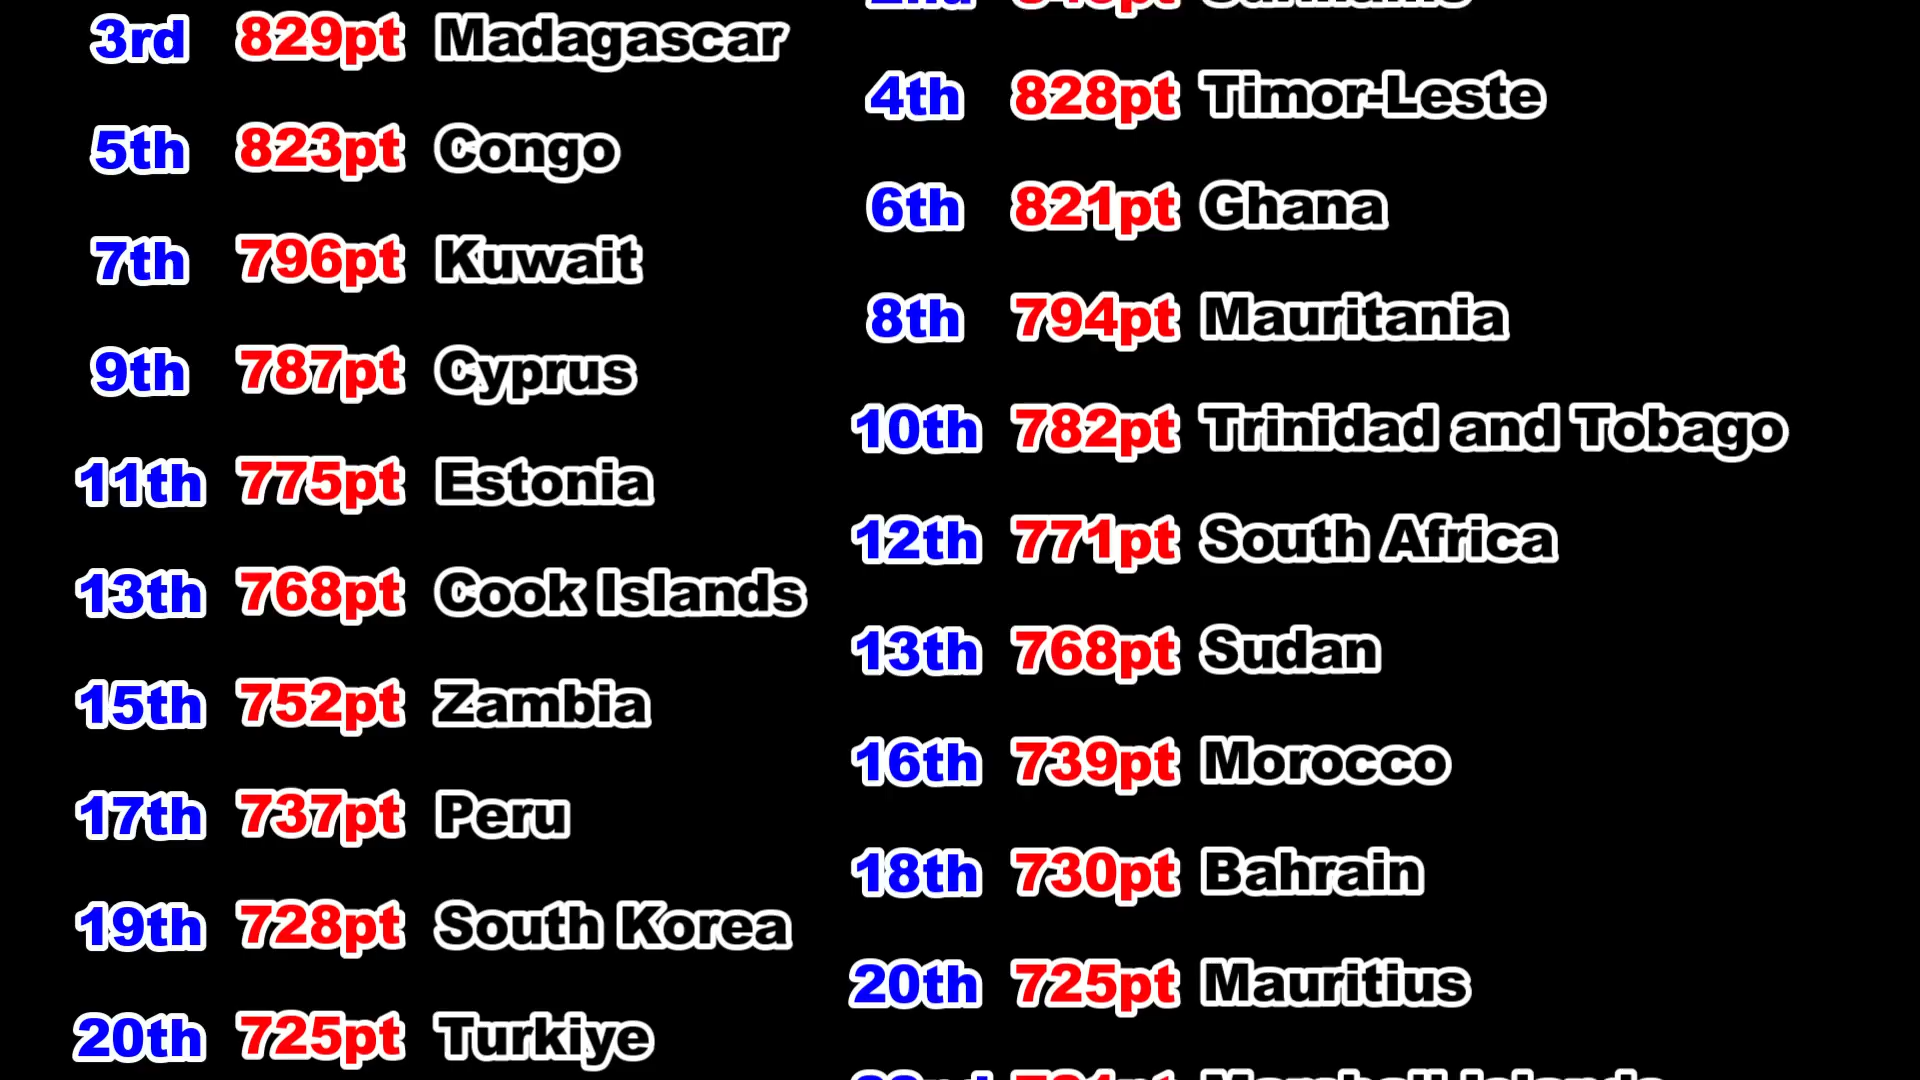 3rd 829pt Madagascar
4th 828pt Timor-Leste
5th 823pt Congo
6th 821pt Ghana
7th 796pt Kuwait
8th 794pt Mauritania
9th 787pt Cyprus
10th 782pt Trinidad and Tobago
11th 775pt Estonia
12th 771pt South Africa
13th 768pt Cook Islands
13th 768pt Sudan
15th 752pt Zambia
16th 739pt Morocco
17th 737pt Peru
18th 730pt Bahrain
19th 728pt South Korea
20th 725pt Mauritius
20th 725pt Turkiye